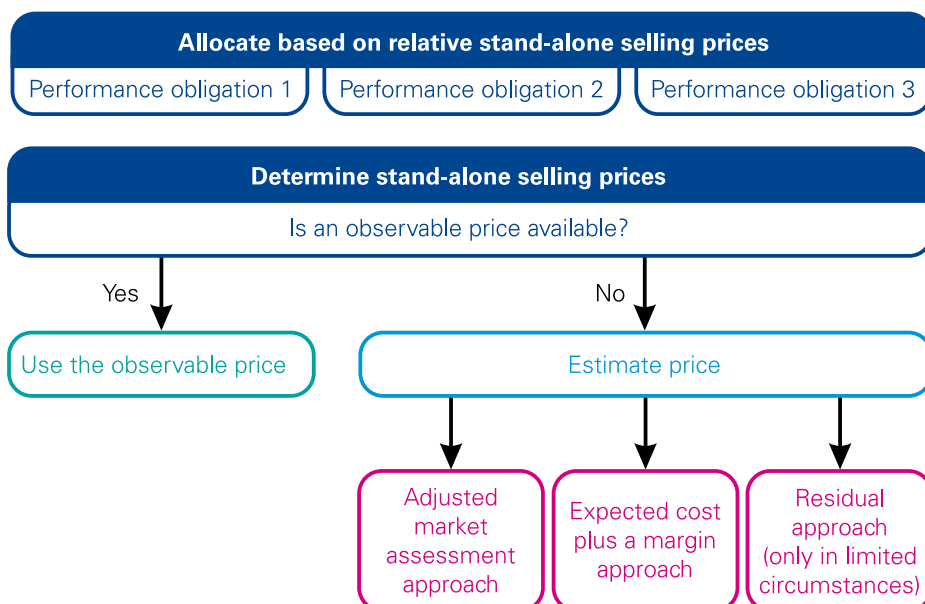 Allocate based on relative stand-alone selling prices
Performance obligation 1
Performance obligation 2
Performance obligation 3
Determine stand-alone selling prices
Is an observable price available?
Yes
No
Use the observable price
Estimate price
Adjusted
market
assessment
approach
Expected cost
plus a margin
approach
Residual
approach
(only in limited
circumstances)